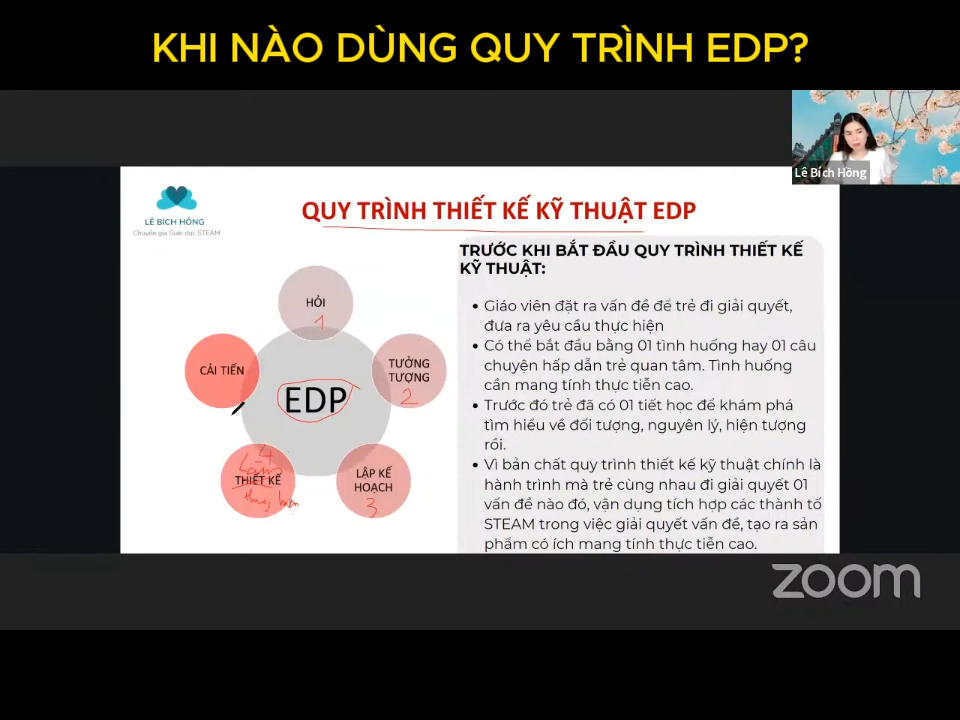 KHI NÀO DÙNG QUY TRÌNH EDP?
Lê Bích Hồng
LÊ BÍCH HỒNG
Chuyên gia Giáo dục STEAM
QUY TRÌNH THIẾT KẾ KỸ THUẬT EDP
HỎI
1
TƯỞNG
TƯỢNG
2
CẢI TIẾN
EDP
4
Làm
THIẾT KẾ
LẬP KẾ
HOẠCH
3
TRƯỚC KHI BẮT ĐẦU QUY TRÌNH THIẾT KẾ
KỸ THUẬT:
• Giáo viên đặt ra vấn đề để trẻ đi giải quyết,
đưa ra yêu cầu thực hiện
• Có thể bắt đầu bằng 01 tình huống hay 01 câu
chuyện hấp dẫn trẻ quan tâm. Tình huống
cần mang tính thực tiễn cao.
• Trước đó trẻ đã có 01 tiết học để khám phá
tìm hiểu về đối tượng, nguyên lý, hiện tượng
rồi.
• Vì bản chất quy trình thiết kế kỹ thuật chính là
hành trình mà trẻ cùng nhau đi giải quyết 01
vấn đề nào đó, vận dụng tích hợp các thành tố
STEAM trong việc giải quyết vấn đề, tạo ra sản
phẩm có ích mang tính thực tiễn cao.
zoom